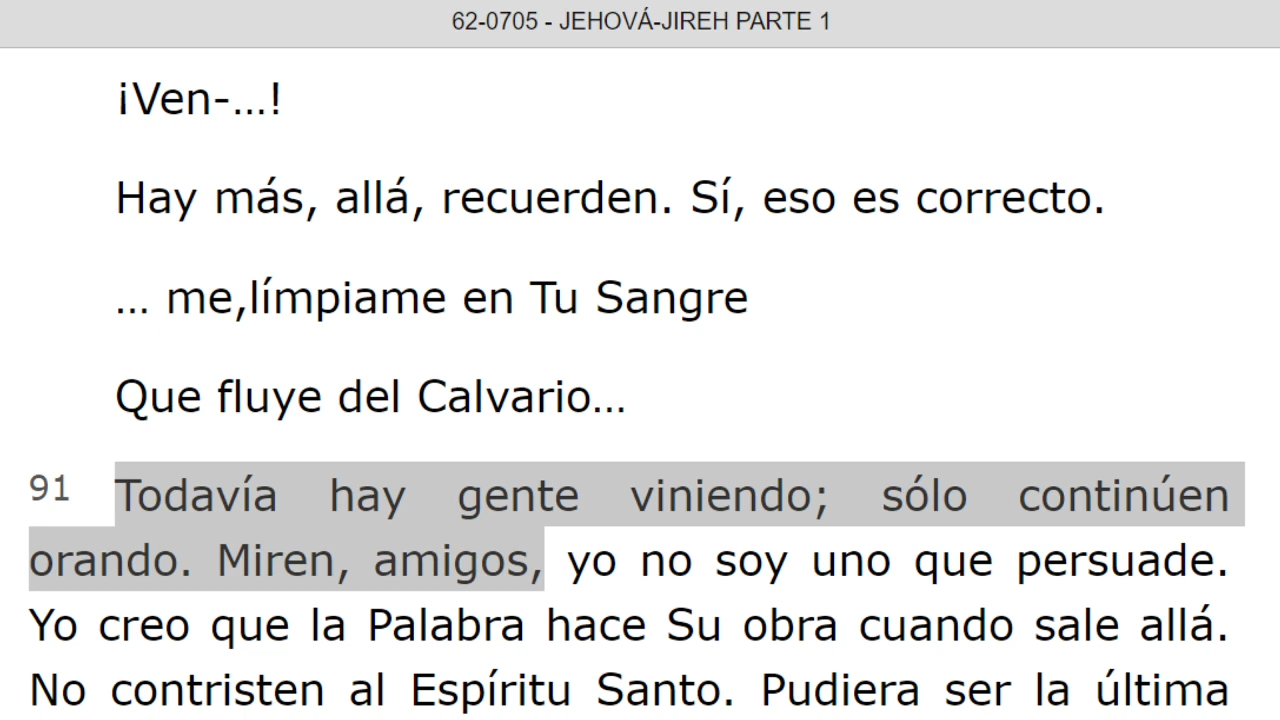 62-0705 - JEHOVÁ-JIREH PARTE 1
¡Ven-...!
Hay más, allá, recuerden. Sí, eso es correcto.
... me,límpiame en Tu Sangre
Que fluye del Calvario...
91 Todavía hay gente viniendo; sólo continúen
orando. Miren, amigos, yo no soy uno que persuade.
Yo creo que la Palabra hace Su obra cuando sale allá.
No contristen al Espíritu Santo. Pudiera ser la última